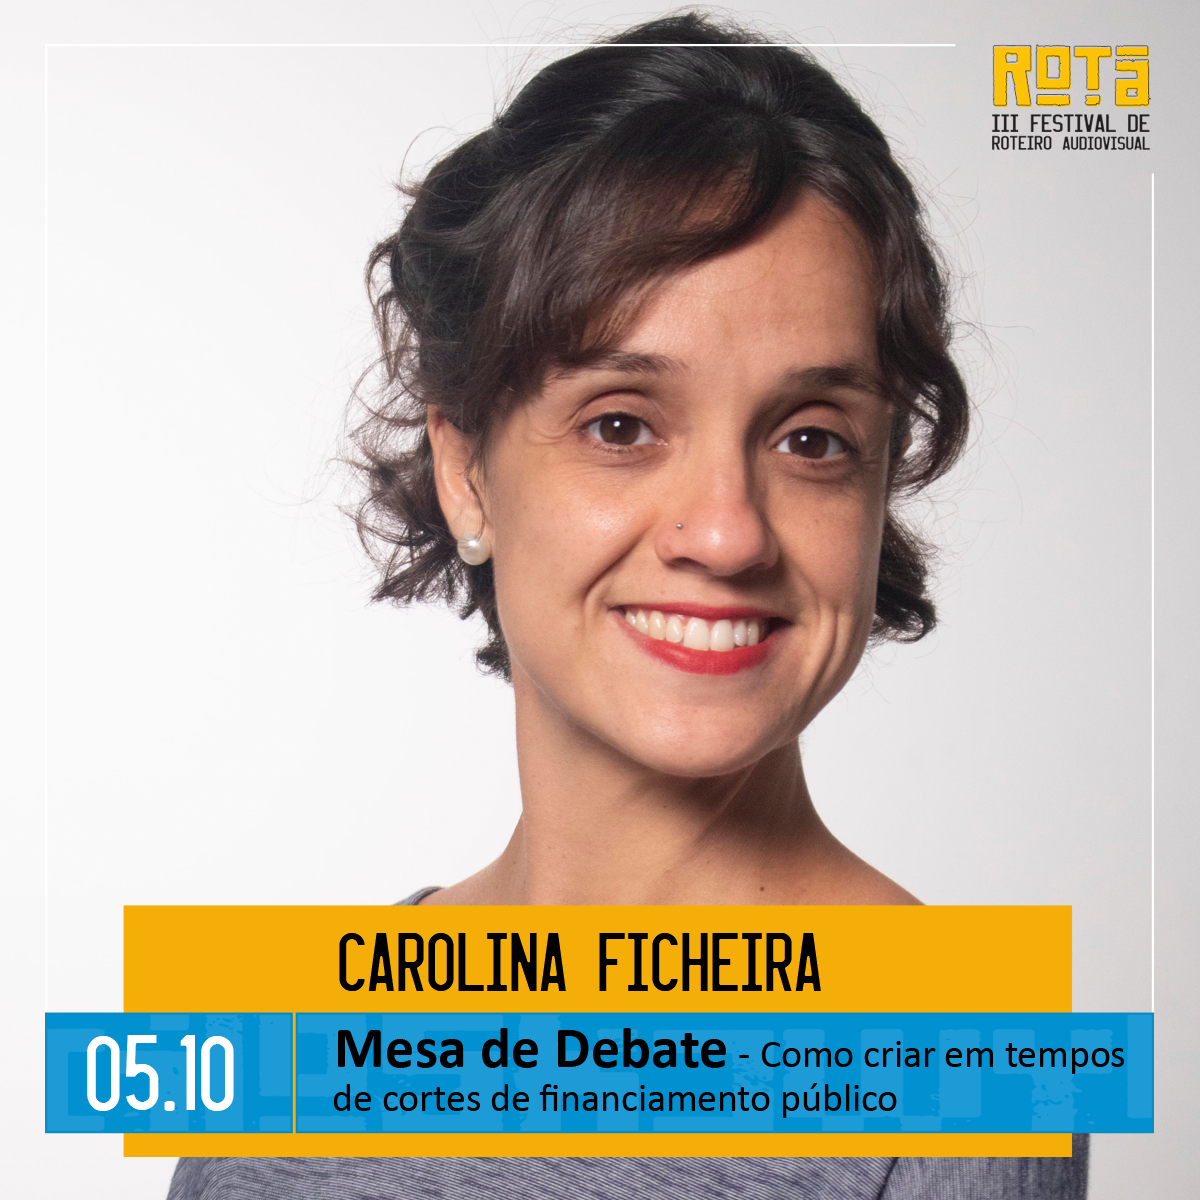 ROTA
III FESTIVAL DE
ROTEIRO AUDIOVISUAL
CAROLINA FICHEIRA
05.10
Mesa de Debate - Como criar em tempos
de cortes de financiamento público